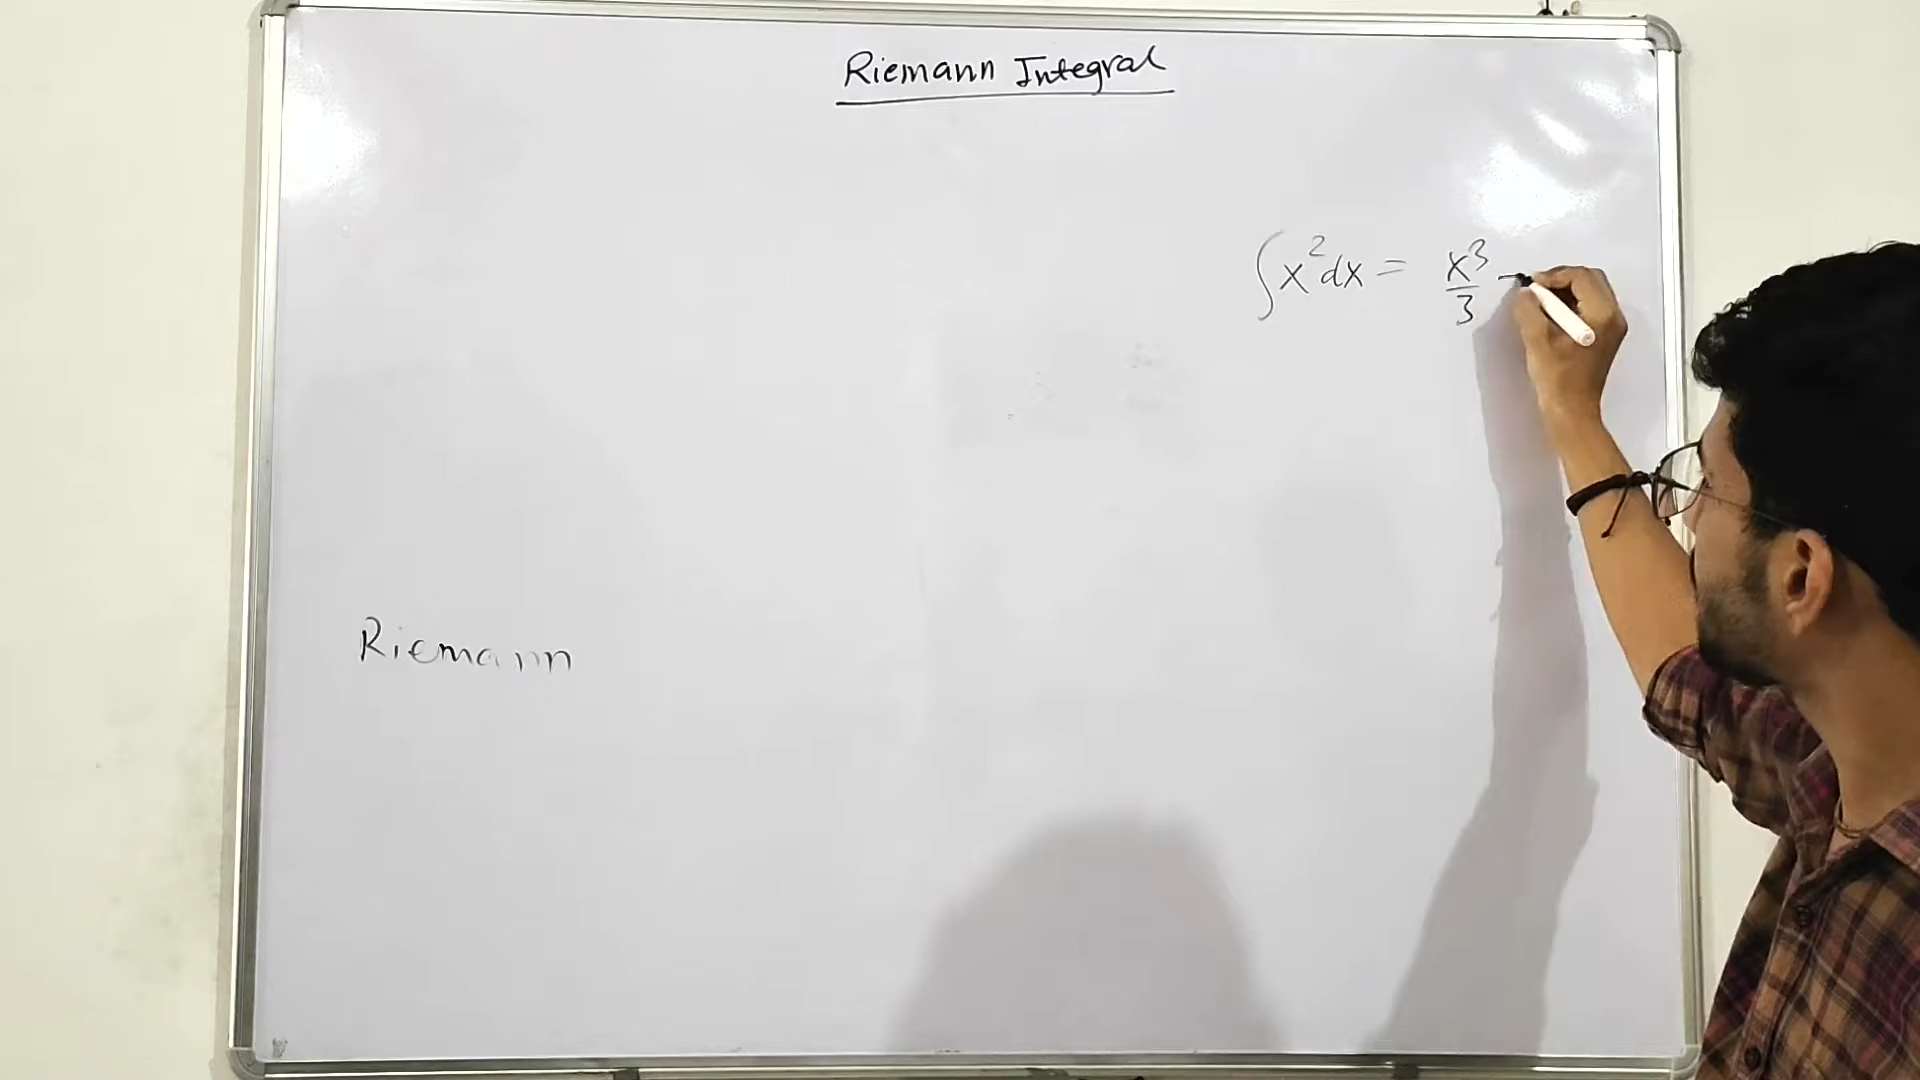 Riemann Integral
∫x²dx = x³/3 -
Riemann